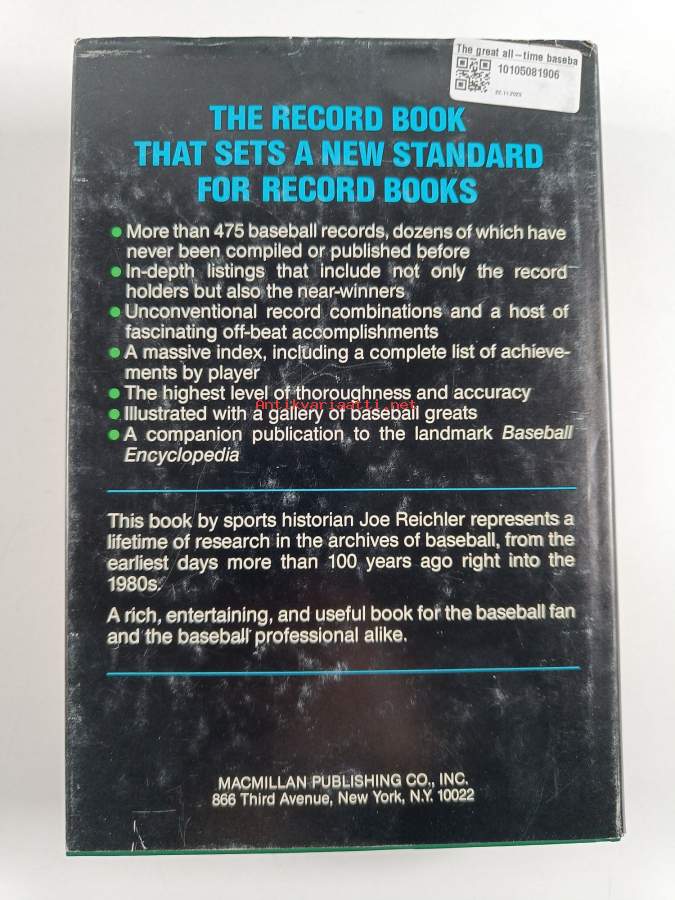 The great all-time baseba
10105081906
22.11.2023
THE RECORD BOOK
THAT SETS A NEW STANDARD
FOR RECORD BOOKS
• More than 475 baseball records, dozens of which have
never been compiled or published before
• In-depth listings that include not only the record
holders but also the near-winners
• Unconventional record combinations and a host of
fascinating off-beat accomplishments
• A massive index, including a complete list of achieve-
ments by player
• The highest level of thoroughness and accuracy
Antikvariaatti.net
• Illustrated with a gallery of baseball greats
• A companion publication to the landmark Baseball
Encyclopedia
This book by sports historian Joe Reichler represents a
lifetime of research in the archives of baseball, from the
earliest days more than 100 years ago right into the
1980s.
A rich, entertaining, and useful book for the baseball fan
and the baseball professional alike.
MACMILLAN PUBLISHING CO., INC.
866 Third Avenue, New York, N.Y. 10022